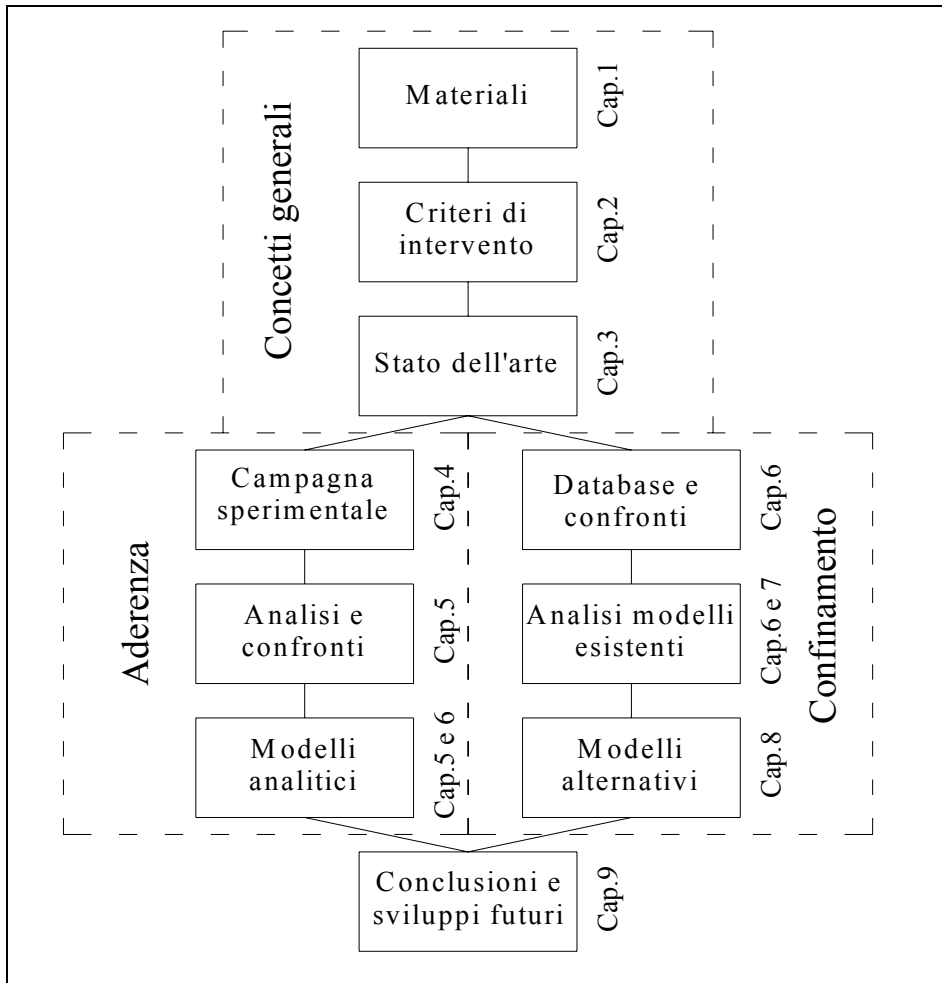 Concetti generali
Materiali
Cap.1
Criteri di
intervento
Cap.2
Stato dell'arte
Cap.3
Aderenza
Campagna
sperimentale
Cap.4
Analisi e
confronti
Cap.5
Modelli
analitici
Cap.5 e 6
Database e
confronti
Cap.6
Analisi modelli
esistenti
Cap.6 e 7
Modelli
alternativi
Cap.8
Confinamento
Conclusioni e
sviluppi futuri
Cap.9